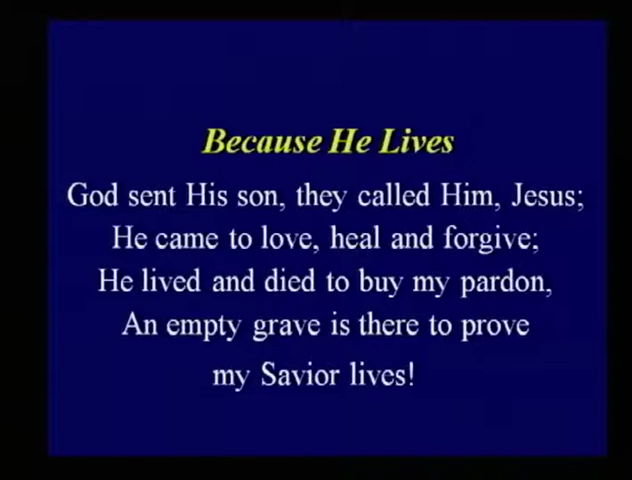 Because He Lives
God sent His son, they called Him, Jesus;
He came to love, heal and forgive;
He lived and died to buy my pardon,
An empty grave is there to prove
my Savior lives!